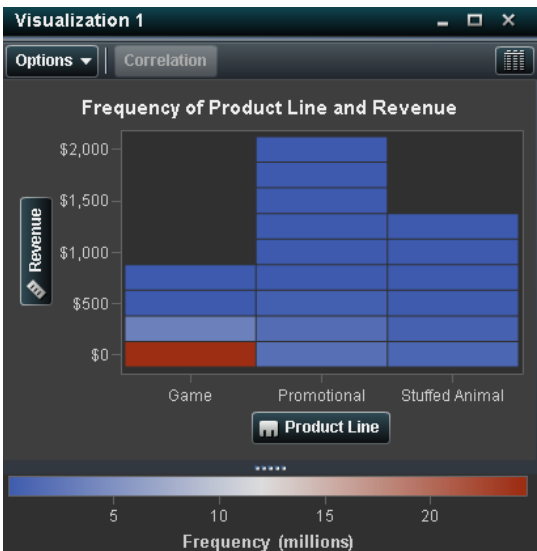 Visualization 1
Options
Correlation
Frequency of Product Line and Revenue
$2,000
$1,500
$1,000
$500
$0
Revenue
Game Promotional Stuffed Animal
Product Line
5 10 15 20
Frequency (millions)